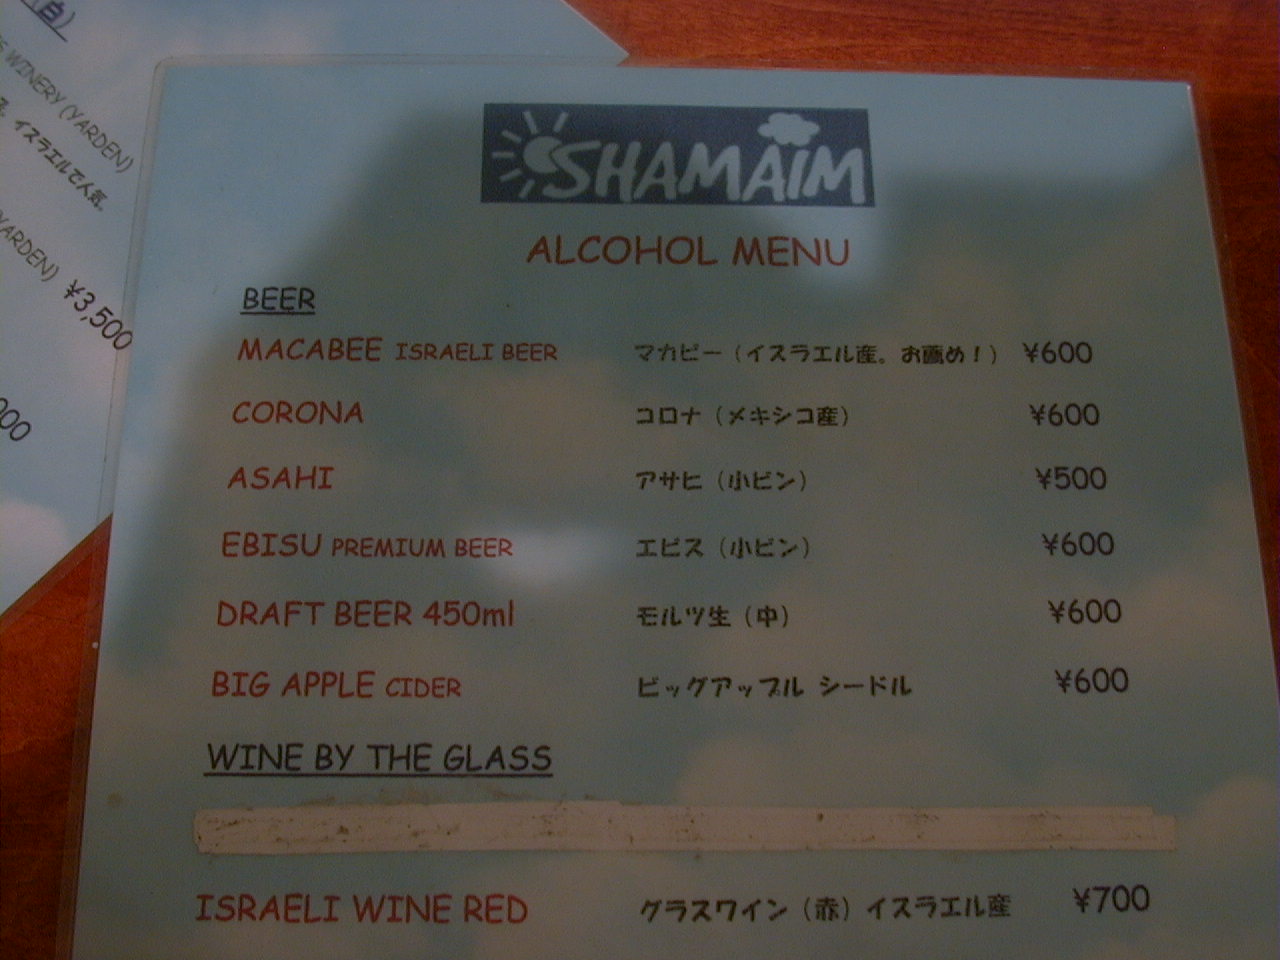 (白)
WINERY (YARDEN)
イスラエルで人気。
YARDEN) ¥3,500
000
SHAMAIM
ALCOHOL MENU
BEER
MACABEE ISRAELI BEER マカビー（イスラエル産。お薦め！） ¥600
CORONA コロナ（メキシコ産） ¥600
ASAHI アサヒ（小ビン） ¥500
EBISU PREMIUM BEER エビス（小ビン） ¥600
DRAFT BEER 450ml モルツ生（中） ¥600
BIG APPLE CIDER ビッグアップル シードル ¥600
WINE BY THE GLASS
ISRAELI WINE RED グラスワイン（赤）イスラエル産 ¥700